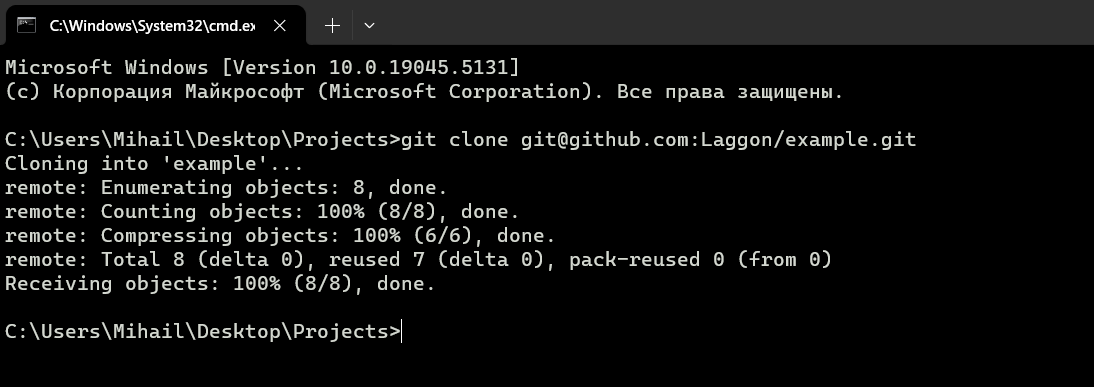 C:\Windows\System32\cmd.ex
Microsoft Windows [Version 10.0.19045.5131]
(c) Корпорация Майкрософт (Microsoft Corporation). Все права защищены.
C:\Users\Mihail\Desktop\Projects>git clone git@github.com:Laggon/example.git
Cloning into 'example'...
remote: Enumerating objects: 8, done.
remote: Counting objects: 100% (8/8), done.
remote: Compressing objects: 100% (6/6), done.
remote: Total 8 (delta 0), reused 7 (delta 0), pack-reused 0 (from 0)
Receiving objects: 100% (8/8), done.
C:\Users\Mihail\Desktop\Projects>